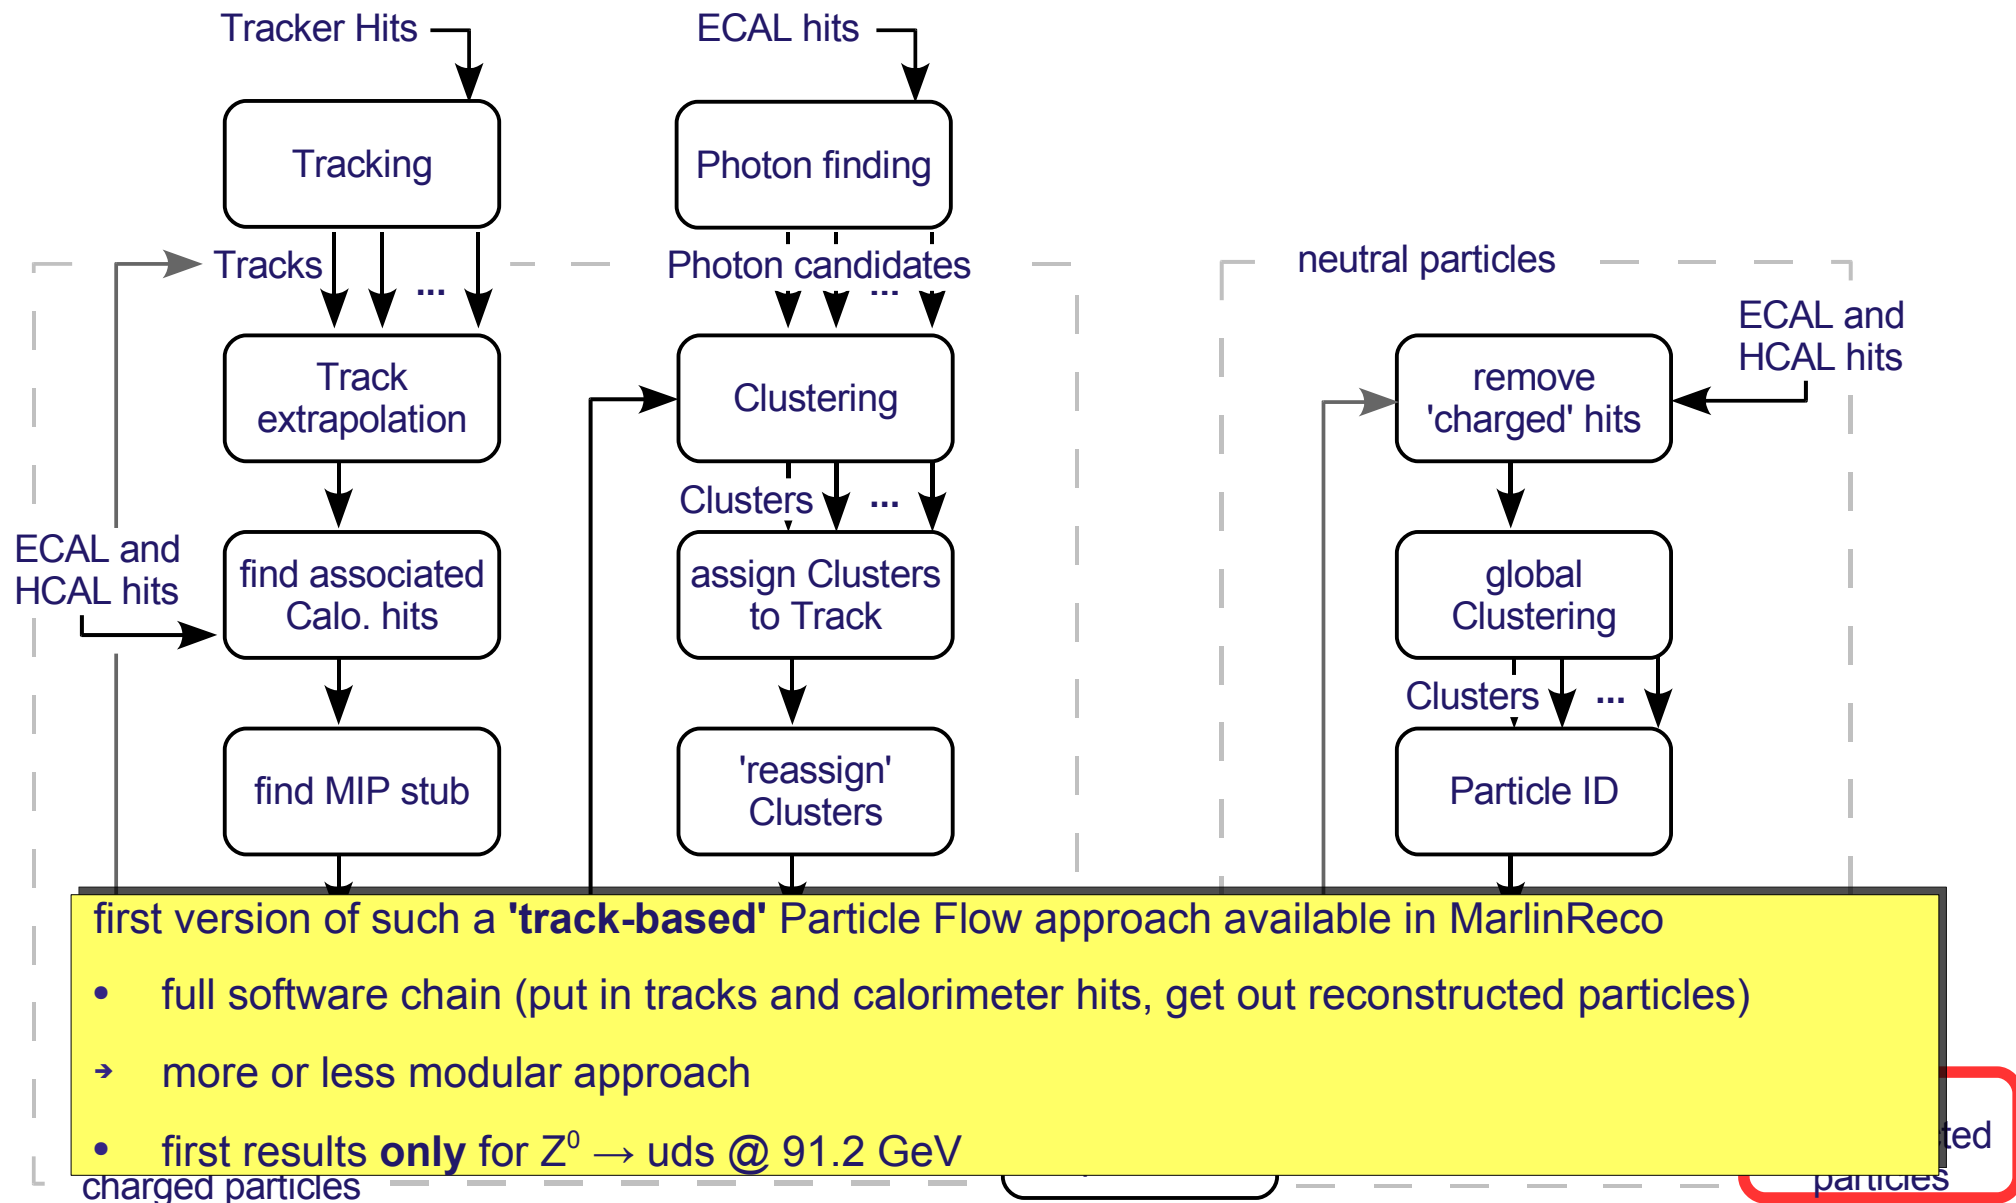 Tracker Hits
ECAL hits
Tracking
Photon finding
Tracks
...
Photon candidates
...
neutral particles
ECAL and
HCAL hits
Track
extrapolation
Clustering
remove
'charged' hits
Clusters
...
ECAL and
HCAL hits
find associated
Calo. hits
assign Clusters
to Track
global
Clustering
Clusters
...
find MIP stub
'reassign'
Clusters
Particle ID
first version of such a 'track-based' Particle Flow approach available in MarlinReco
• full software chain (put in tracks and calorimeter hits, get out reconstructed particles)
➔ more or less modular approach
• first results only for Z⁰ → uds @ 91.2 GeV
charged particles
particles